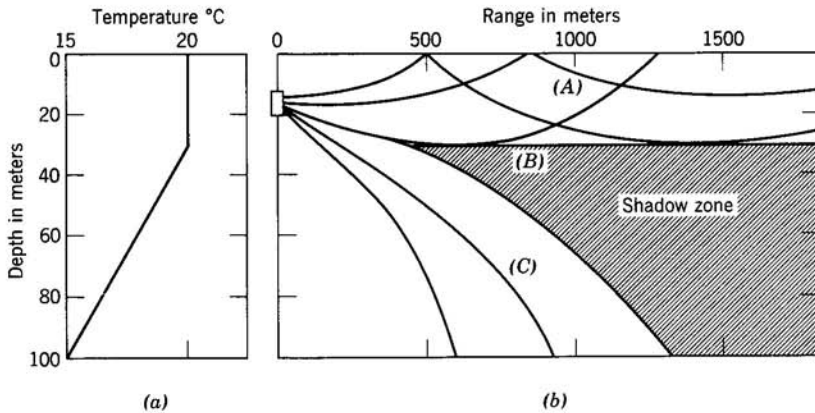 Temperature °C
15 20
Range in meters
0 500 1000 1500
Depth in meters
0
20
40
60
80
100
(A)
(B)
Shadow zone
(C)
(a)
(b)